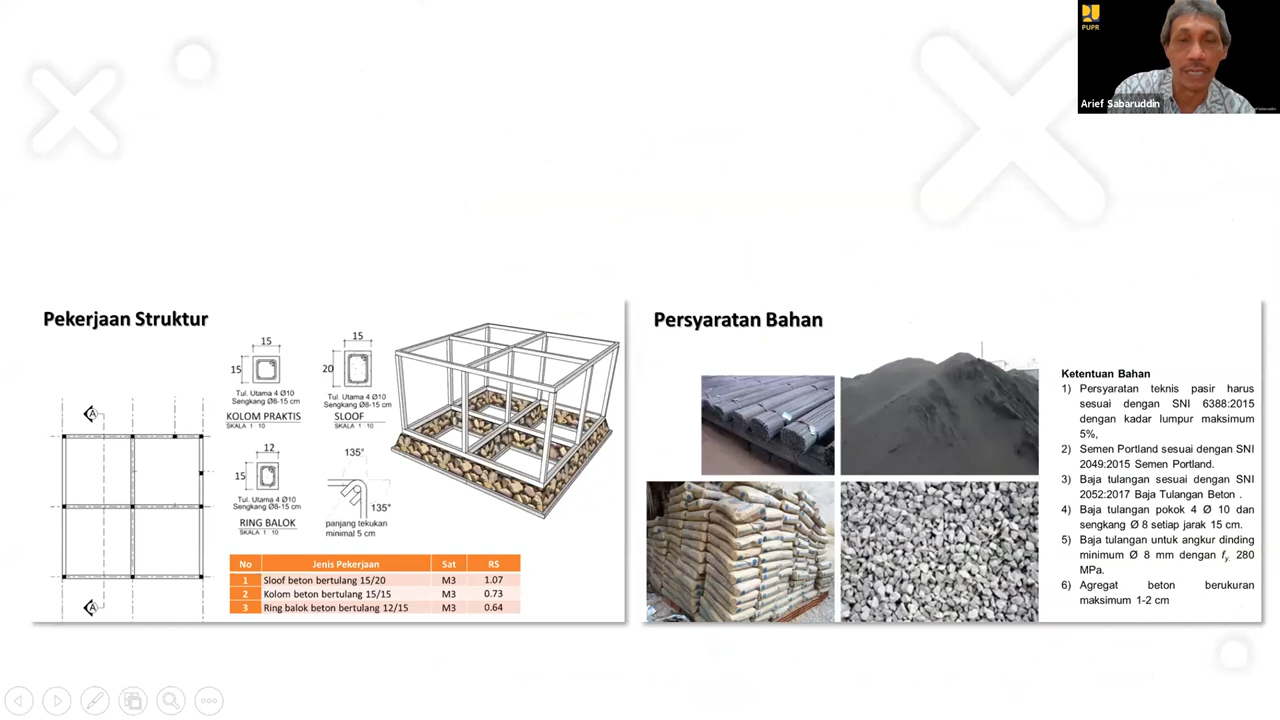 PUPR
Arief Sabaruddin
Pekerjaan Struktur
15
15
Tul. Utama 4 Ø10
Sengkang Ø8-15 cm
KOLOM PRAKTIS
SKALA 1 : 10
15
20
Tul. Utama 4 Ø10
Sengkang Ø8-15 cm
SLOOF
SKALA 1 : 10
12
15
Tul. Utama 4 Ø10
Sengkang Ø8-15 cm
RING BALOK
SKALA 1 : 10
135°
135°
panjang tekukan
minimal 5 cm
A
A
No Jenis Pekerjaan Sat RS
1 Sloof beton bertulang 15/20 M3 1.07
2 Kolom beton bertulang 15/15 M3 0.73
3 Ring balok beton bertulang 12/15 M3 0.64
Persyaratan Bahan
Ketentuan Bahan
1) Persyaratan teknis pasir harus
sesuai dengan SNI 6388:2015
dengan kadar lumpur maksimum
5%,
2) Semen Portland sesuai dengan SNI
2049:2015 Semen Portland.
3) Baja tulangan sesuai dengan SNI
2052:2017 Baja Tulangan Beton .
4) Baja tulangan pokok 4 Ø 10 dan
sengkang Ø 8 setiap jarak 15 cm.
5) Baja tulangan untuk angkur dinding
minimum Ø 8 mm dengan fy 280
MPa.
6) Agregat beton berukuran
maksimum 1-2 cm